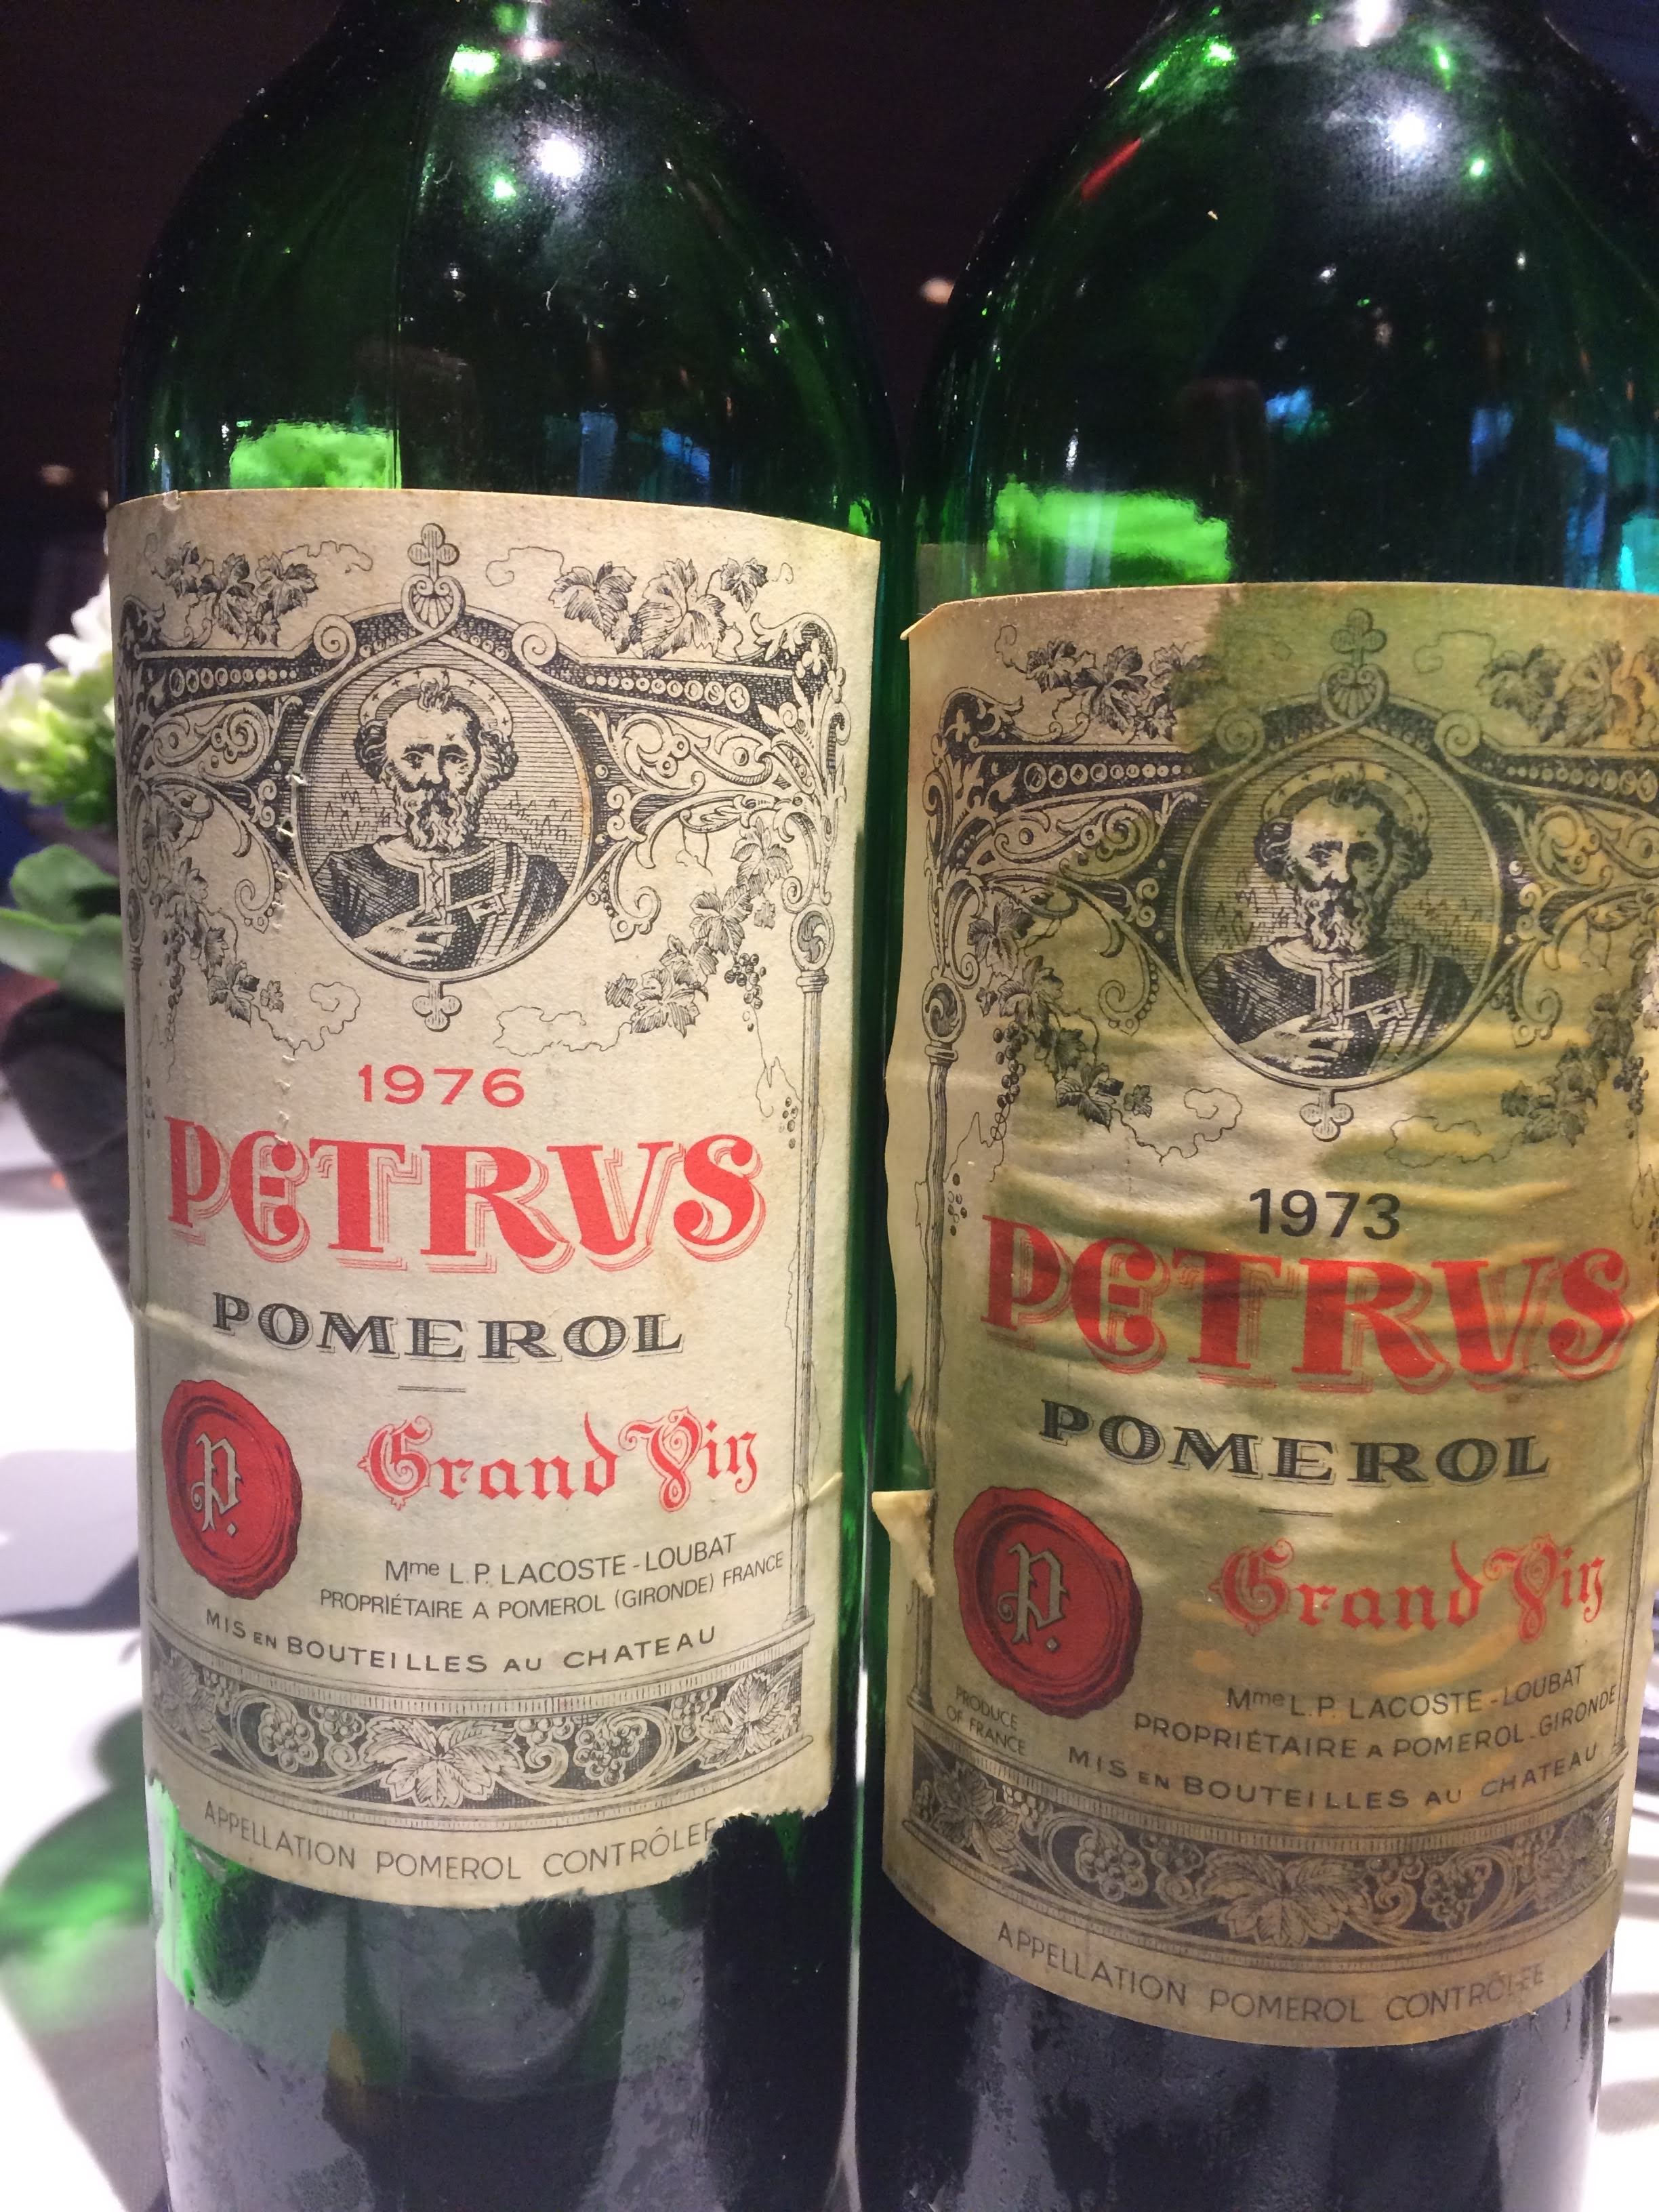 1976
PETRVS
POMEROL
P.
Grand Vin
Mme L.P. LACOSTE-LOUBAT
PROPRIÉTAIRE A POMEROL (GIRONDE) FRANCE
MIS EN BOUTEILLES AU CHATEAU
APPELLATION POMEROL CONTRÔLEE
1973
PETRVS
POMEROL
P.
Grand Vin
Mme L.P. LACOSTE-LOUBAT
PROPRIÉTAIRE A POMEROL-GIRONDE
PRODUCE
OF FRANCE
MIS EN BOUTEILLES AU CHATEAU
APPELLATION POMEROL CONTRÔLÉE